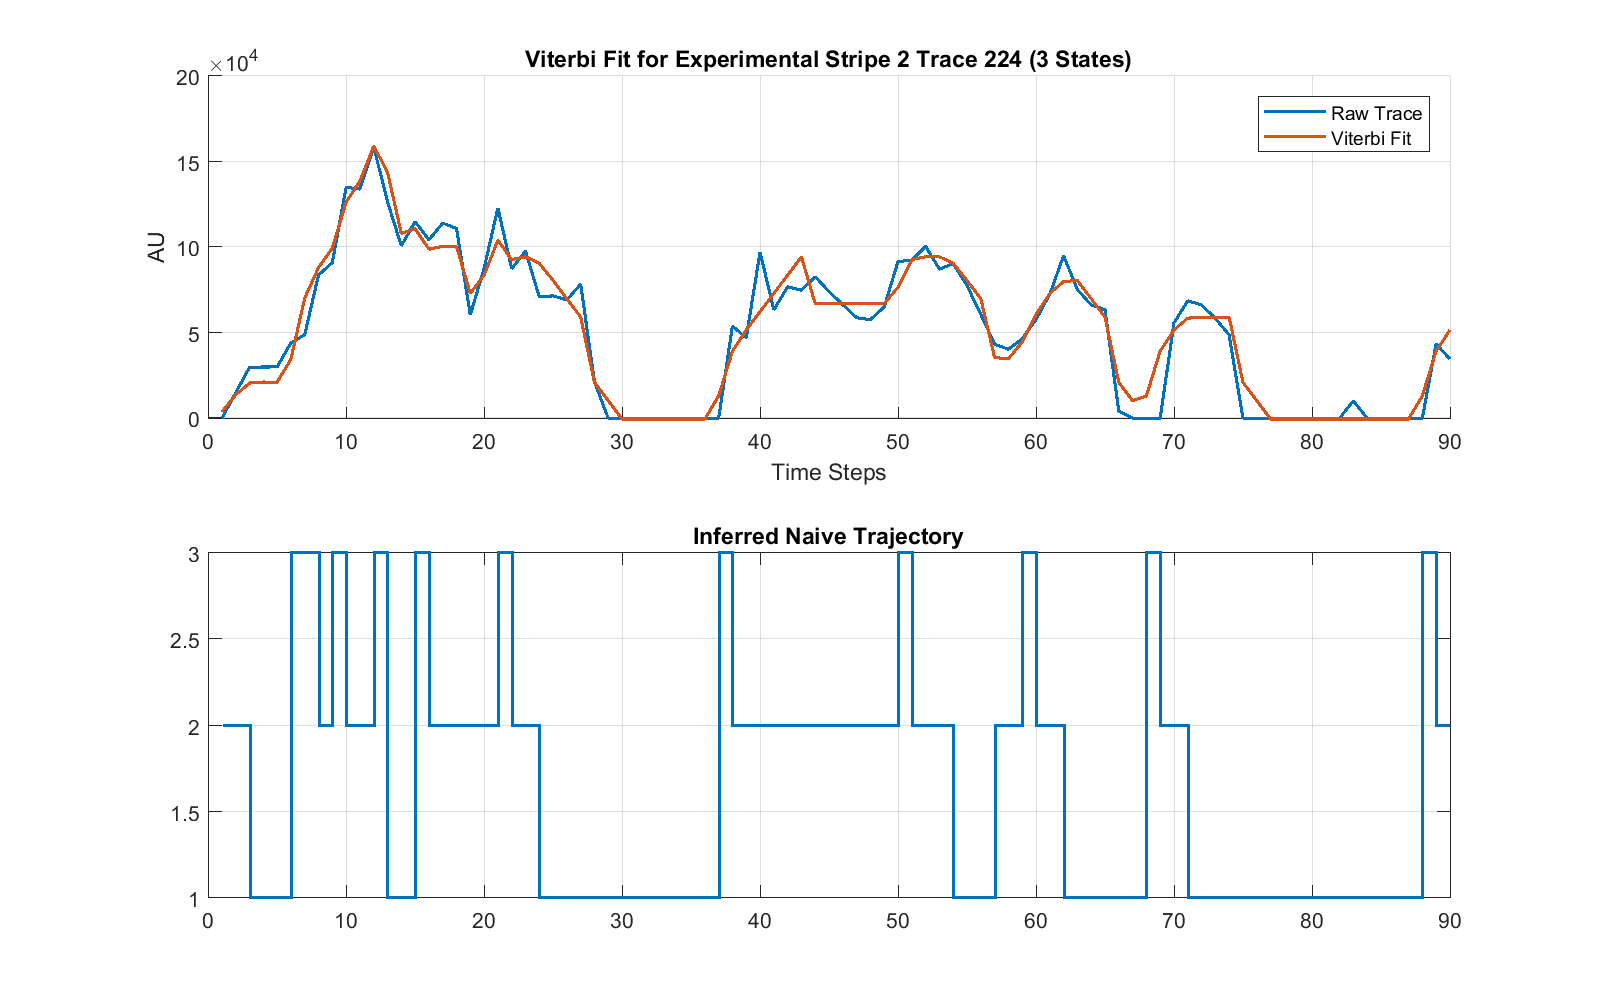 Viterbi Fit for Experimental Stripe 2 Trace 224 (3 States)
×10⁴
20
15
10
5
0
AU
Raw Trace
Viterbi Fit
0 10 20 30 40 50 60 70 80 90
Time Steps
Inferred Naive Trajectory
3
2.5
2
1.5
1
0 10 20 30 40 50 60 70 80 90